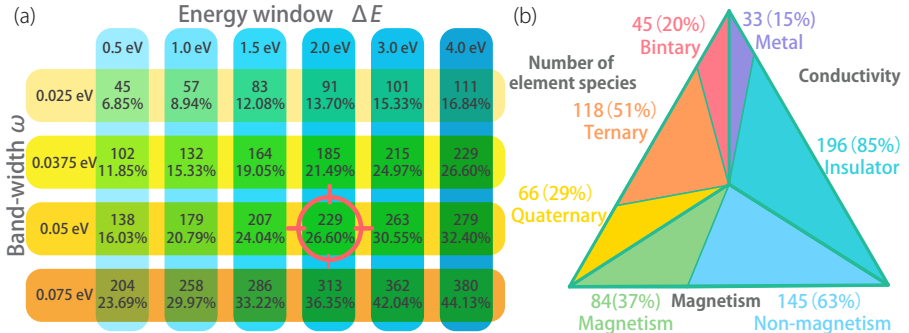 (a)
Energy window ΔE
0.5 eV 1.0 eV 1.5 eV 2.0 eV 3.0 eV 4.0 eV
Band-width ω
0.025 eV
45 57 83 91 101 111
6.85% 8.94% 12.08% 13.70% 15.33% 16.84%
0.0375 eV
102 132 164 185 215 229
11.85% 15.33% 19.05% 21.49% 24.97% 26.60%
0.05 eV
138 179 207 229 263 279
16.03% 20.79% 24.04% 26.60% 30.55% 32.40%
0.075 eV
204 258 286 313 362 380
23.69% 29.97% 33.22% 36.35% 42.04% 44.13%
(b)
45 (20%)
Bintary
33 (15%)
Metal
Number of
element species
Conductivity
118 (51%)
Ternary
196 (85%)
Insulator
66 (29%)
Quaternary
84(37%)
Magnetism
Magnetism
145 (63%)
Non-magnetism